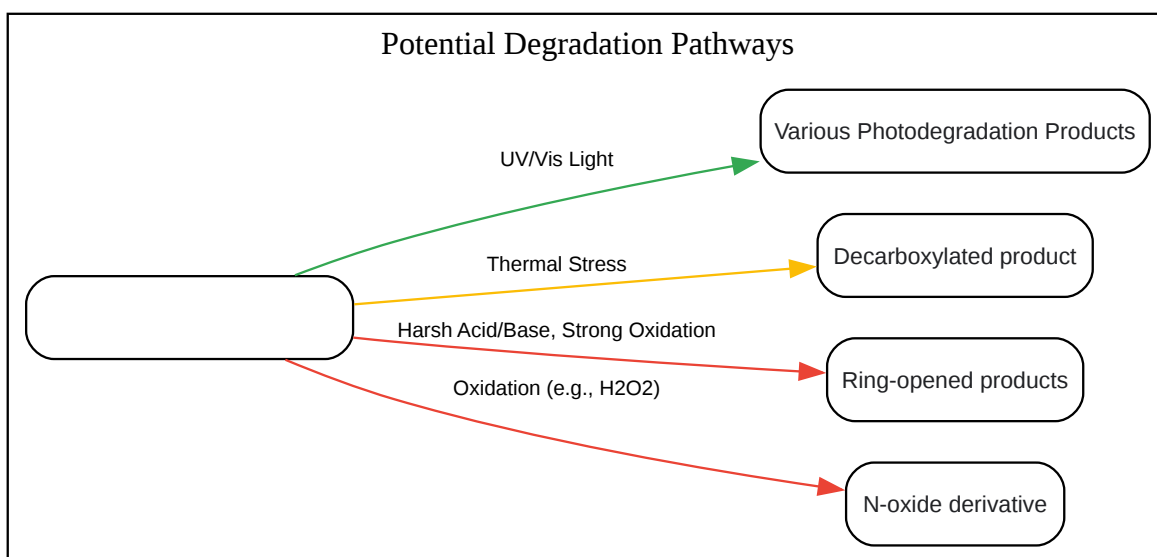 Potential Degradation Pathways
Various Photodegradation Products
UV/Vis Light
Decarboxylated product
Thermal Stress
Harsh Acid/Base, Strong Oxidation
Ring-opened products
Oxidation (e.g., H2O2)
N-oxide derivative